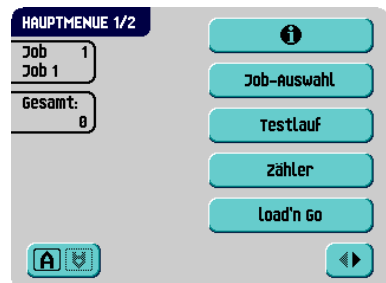 HAUPTMENUE 1/2
Job 1
Job 1
Gesamt:
0
Job-Auswahl
Testlauf
Zähler
load'n Go
A